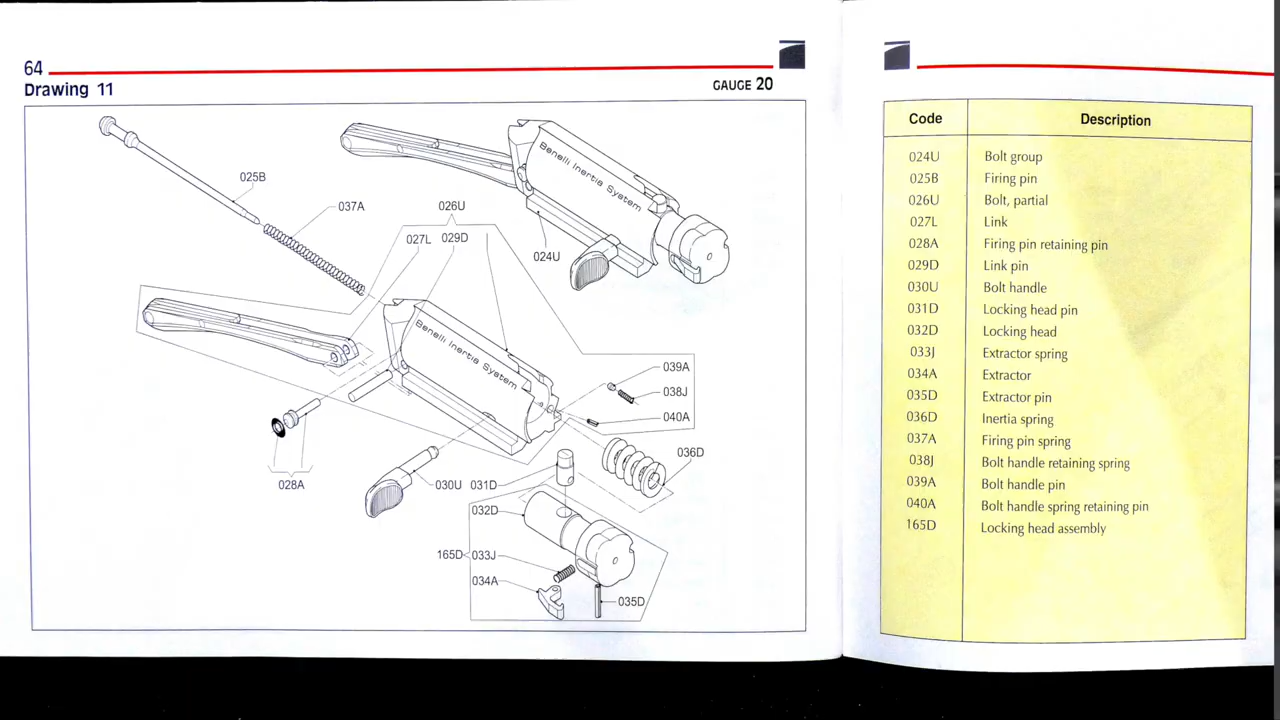 64
Drawing 11
GAUGE 20
025B
037A
026U
027L 029D
024U
Benelli Inertia System
Benelli Inertia System
039A
038J
040A
036D
028A
030U
031D
032D
165D
033J
034A
035D
Code Description
024U Bolt group
025B Firing pin
026U Bolt, partial
027L Link
028A Firing pin retaining pin
029D Link pin
030U Bolt handle
031D Locking head pin
032D Locking head
033J Extractor spring
034A Extractor
035D Extractor pin
036D Inertia spring
037A Firing pin spring
038J Bolt handle retaining spring
039A Bolt handle pin
040A Bolt handle spring retaining pin
165D Locking head assembly